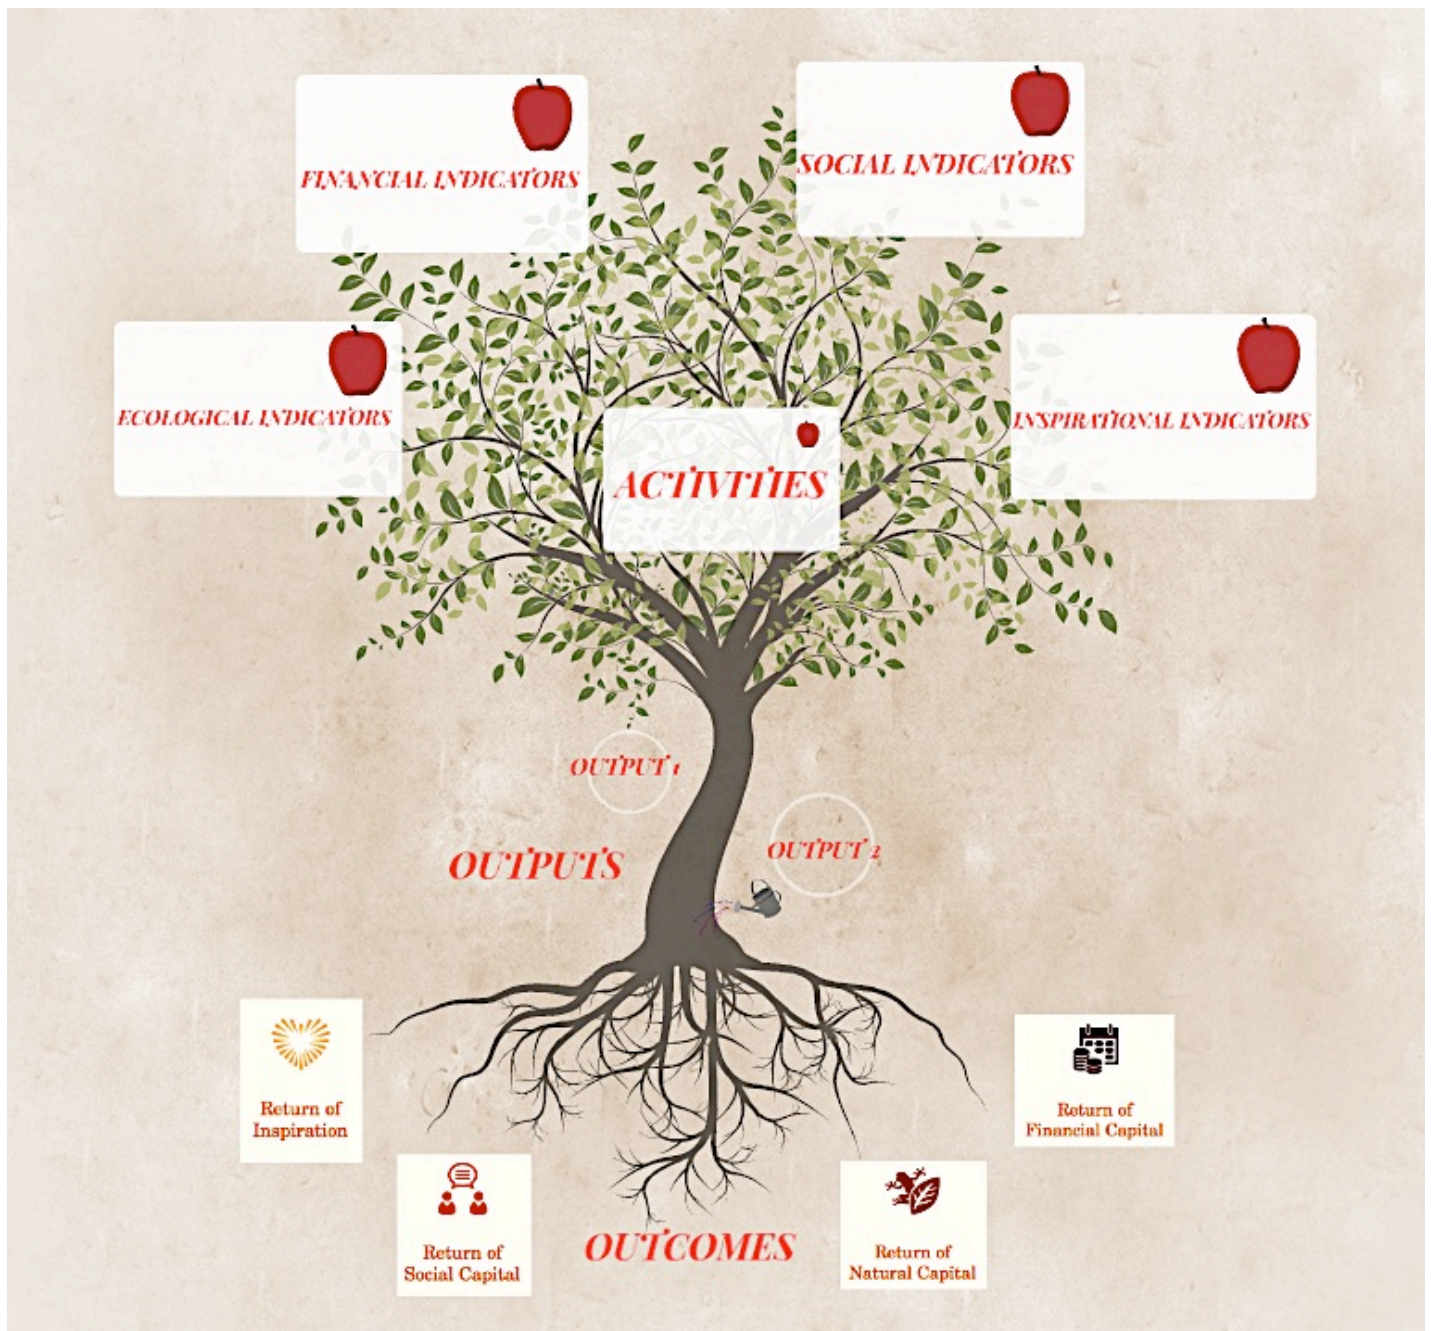 FINANCIAL INDICATORS
SOCIAL INDICATORS
ECOLOGICAL INDICATORS
INSPIRATIONAL INDICATORS
ACTIVITIES
OUTPUT 1
OUTPUTS
OUTPUT 2
Return of
Inspiration
Return of
Financial Capital
Return of
Social Capital
OUTCOMES
Return of
Natural Capital